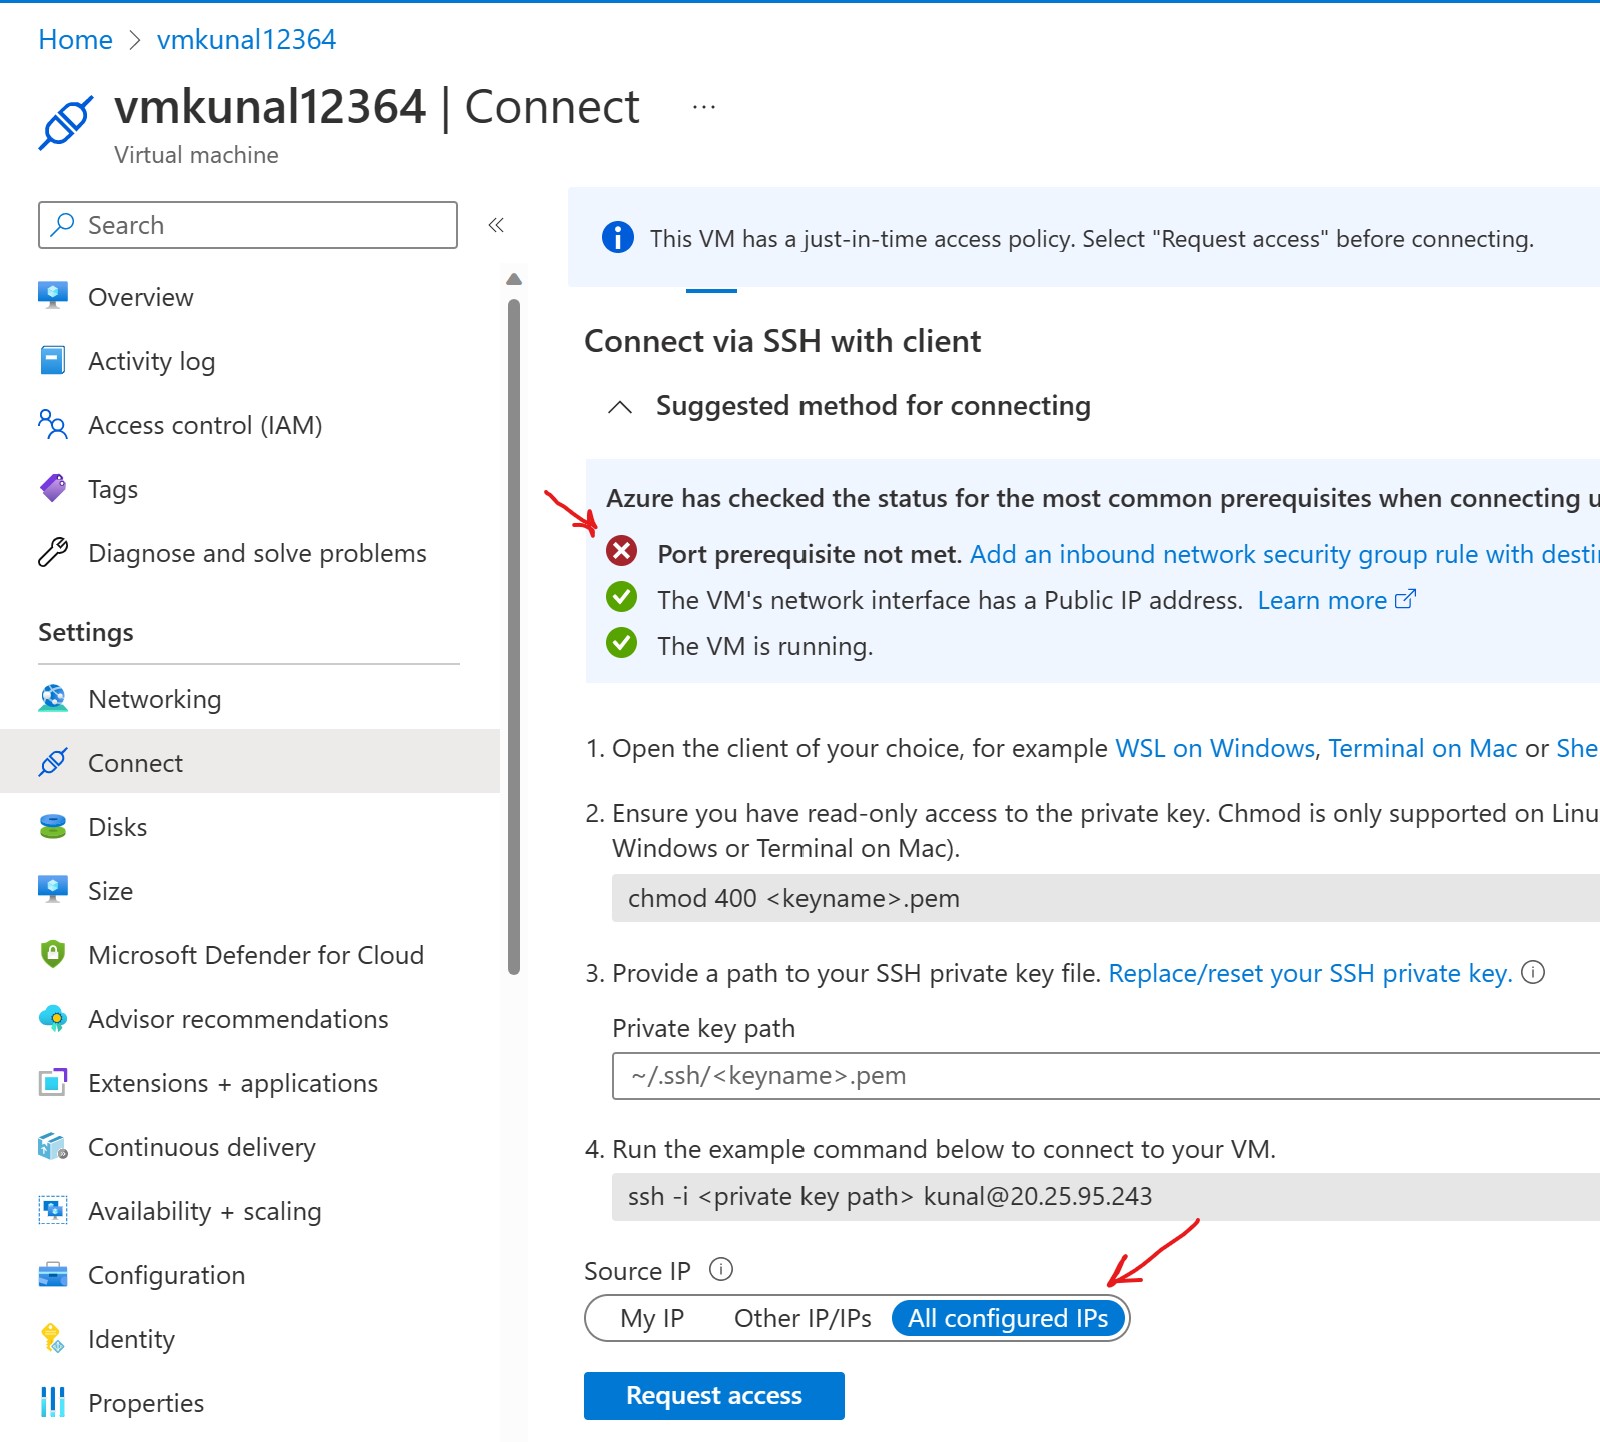 Home > vmkunal12364
vmkunal12364 | Connect ...
Virtual machine
Search «
Overview
Activity log
Access control (IAM)
Tags
Diagnose and solve problems
Settings
Networking
Connect
Disks
Size
Microsoft Defender for Cloud
Advisor recommendations
Extensions + applications
Continuous delivery
Availability + scaling
Configuration
Identity
Properties
This VM has a just-in-time access policy. Select "Request access" before connecting.
Connect via SSH with client
Suggested method for connecting
Azure has checked the status for the most common prerequisites when connecting u
Port prerequisite not met. Add an inbound network security group rule with desti
The VM's network interface has a Public IP address. Learn more
The VM is running.
1. Open the client of your choice, for example WSL on Windows, Terminal on Mac or She
2. Ensure you have read-only access to the private key. Chmod is only supported on Linu
Windows or Terminal on Mac).
chmod 400 <keyname>.pem
3. Provide a path to your SSH private key file. Replace/reset your SSH private key.
Private key path
~/.ssh/<keyname>.pem
4. Run the example command below to connect to your VM.
ssh -i <private key path> kunal@20.25.95.243
Source IP
My IP Other IP/IPs All configured IPs
Request access